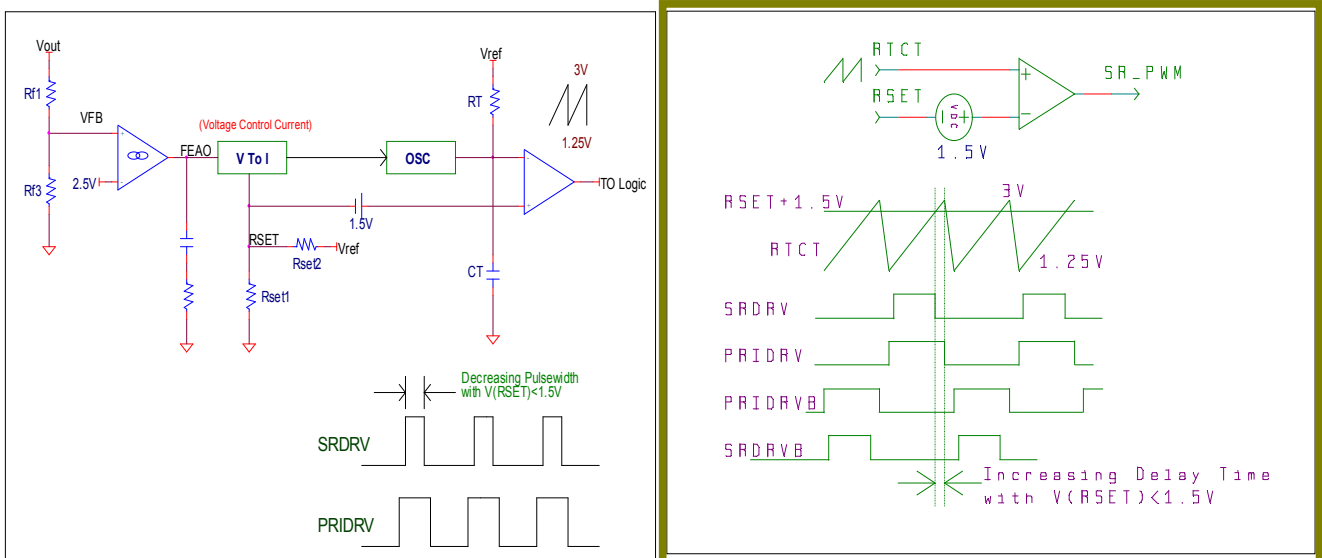 Vout
Rf1
VFB
(Voltage Control Current)
FEAO
V To I
OSC
Vref
RT
3V
1.25V
TO Logic
Rf3
2.5V
1.5V
RSET
Vref
Rset2
Rset1
CT
Decreasing Pulsewidth
with V(RSET)<1.5V
SRDRV
PRIDRV
RTCT
RSET
VDC
1.5V
SR_PWM
RSET+1.5V
3V
RTCT
1.25V
SRDRV
PRIDRV
PRIDRVB
SRDRVB
Increasing Delay Time
with V(RSET)<1.5V